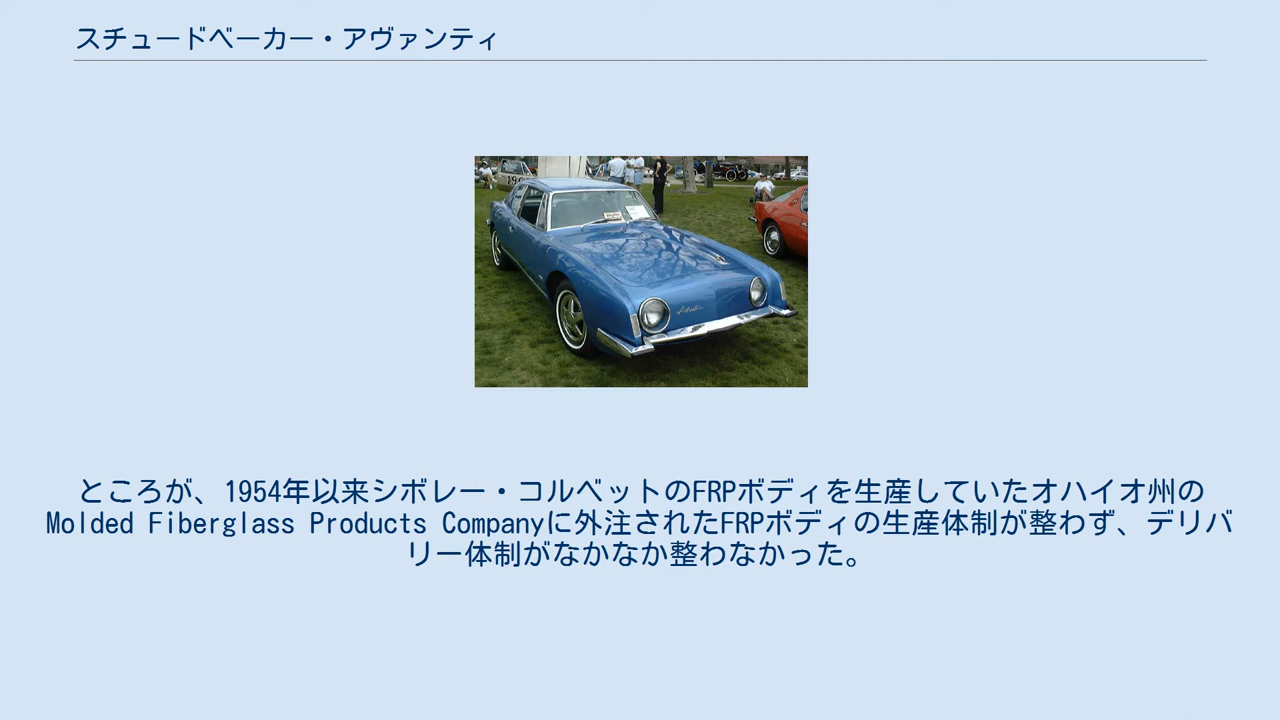 スチュードベーカー・アヴァンティ
ところが、1954年以来シボレー・コルベットのFRPボディを生産していたオハイオ州の
Molded Fiberglass Products Companyに外注されたFRPボディの生産体制が整わず、デリバ
リー体制がなかなか整わなかった。